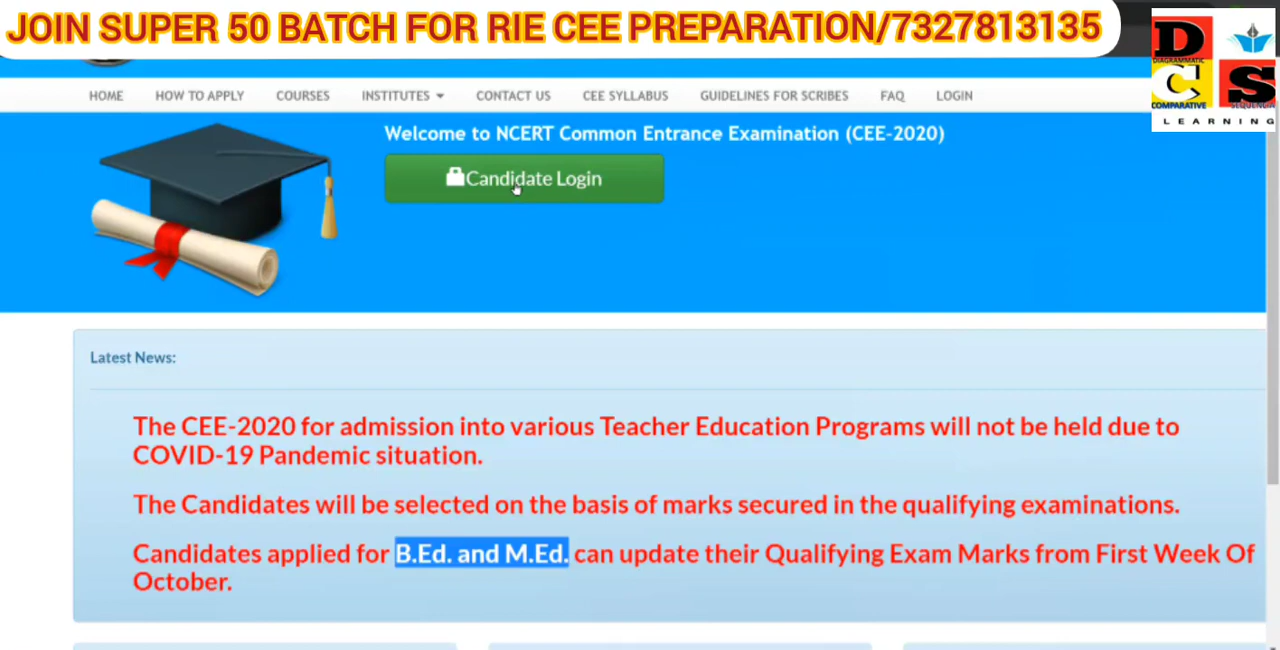 JOIN SUPER 50 BATCH FOR RIE CEE PREPARATION/7327813135
D
DIAGRAMMATIC
C S
COMPARATIVE
LEARNING
HOME HOW TO APPLY COURSES INSTITUTES CONTACT US CEE SYLLABUS GUIDELINES FOR SCRIBES FAQ LOGIN
Welcome to NCERT Common Entrance Examination (CEE-2020)
Candidate Login
Latest News:
The CEE-2020 for admission into various Teacher Education Programs will not be held due to
COVID-19 Pandemic situation.
The Candidates will be selected on the basis of marks secured in the qualifying examinations.
Candidates applied for B.Ed. and M.Ed. can update their Qualifying Exam Marks from First Week Of
October.